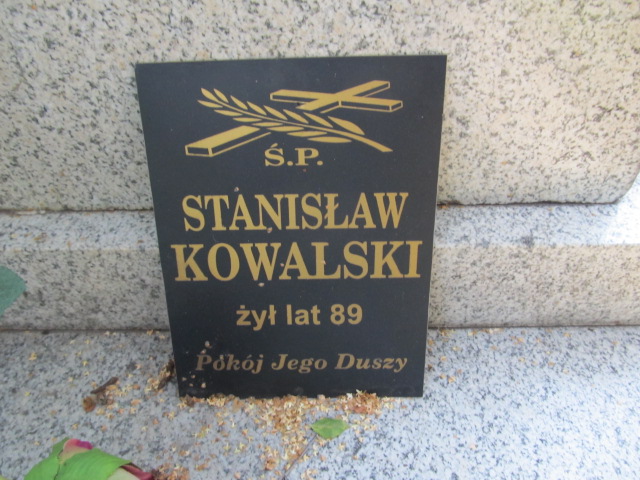 Ś.P.
STANISŁAW
KOWALSKI
żył lat 89
Pokój Jego Duszy